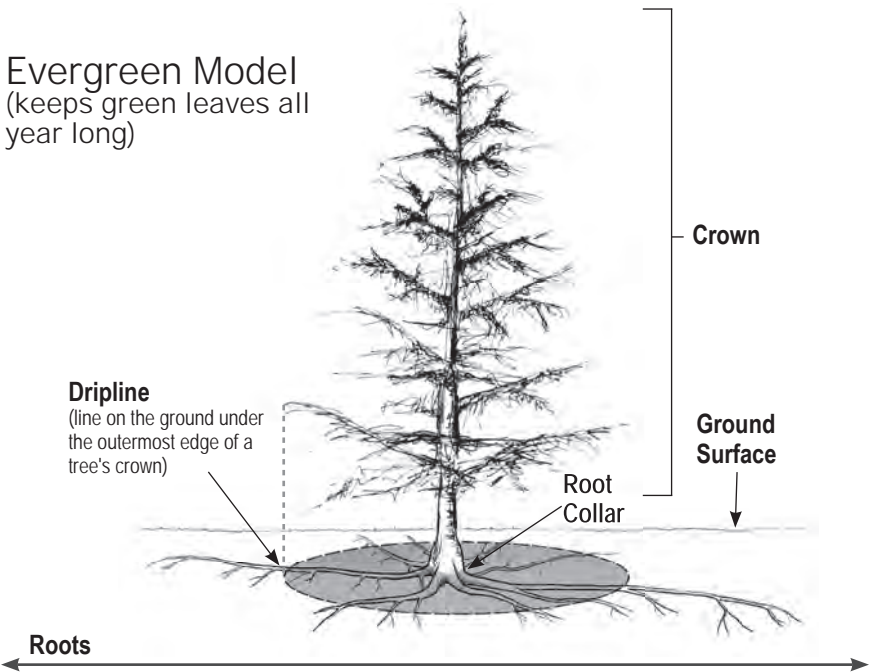 Evergreen Model
(keeps green leaves all
year long)
Crown
Dripline
(line on the ground under
the outermost edge of a
tree's crown)
Ground
Surface
Root
Collar
Roots